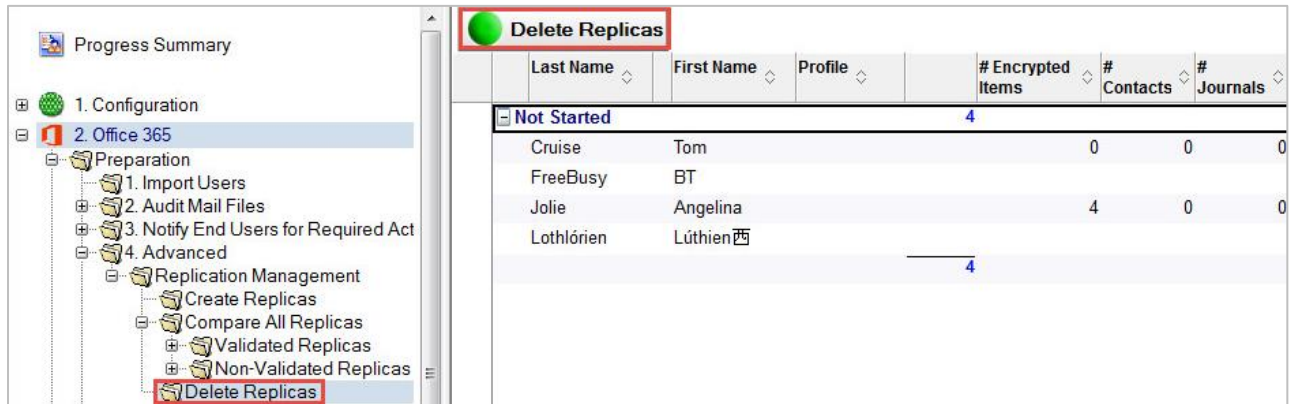 Progress Summary
1. Configuration
2. Office 365
Preparation
1. Import Users
2. Audit Mail Files
3. Notify End Users for Required Act
4. Advanced
Replication Management
Create Replicas
Compare All Replicas
Validated Replicas
Non-Validated Replicas
Delete Replicas
Delete Replicas
Last Name First Name Profile # Encrypted Items # Contacts # Journals
Not Started 4
Cruise Tom 0 0 0
FreeBusy BT
Jolie Angelina 4 0 0
Lothlórien Lúthien西
4